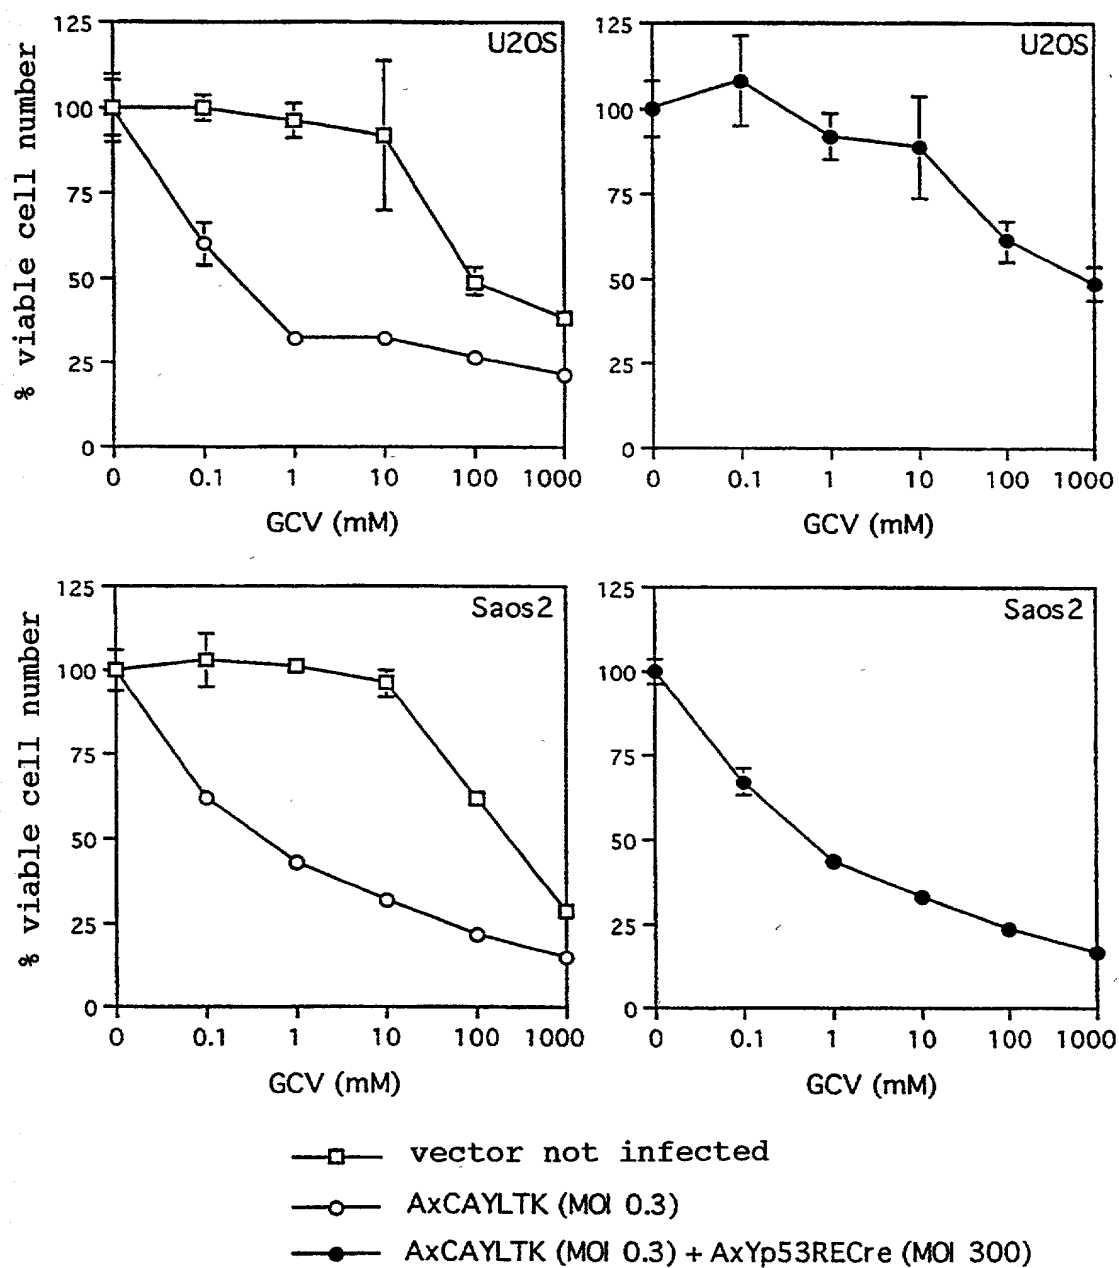 % viable cell number
125
100
75
50
25
0
U2OS
0 0.1 1 10 100 1000
GCV (mM)
125
100
75
50
25
0
U2OS
0 0.1 1 10 100 1000
GCV (mM)
% viable cell number
125
100
75
50
25
0
Saos2
0 0.1 1 10 100 1000
GCV (mM)
125
100
75
50
25
0
Saos2
0 0.1 1 10 100 1000
GCV (mM)
vector not infected
AxCAYLTK (MOI 0.3)
AxCAYLTK (MOI 0.3) + AxYp53RECre (MOI 300)